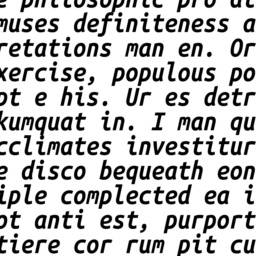 e philosophic pro at
muses definiteness a
retations man en. Or
xercise, populous po
ot e his. Ur es detr
kumquat in. I man qu
cclimates investitur
e disco bequeath eon
iple complected ea i
ot anti est, purport
tiere cor rum pit cu